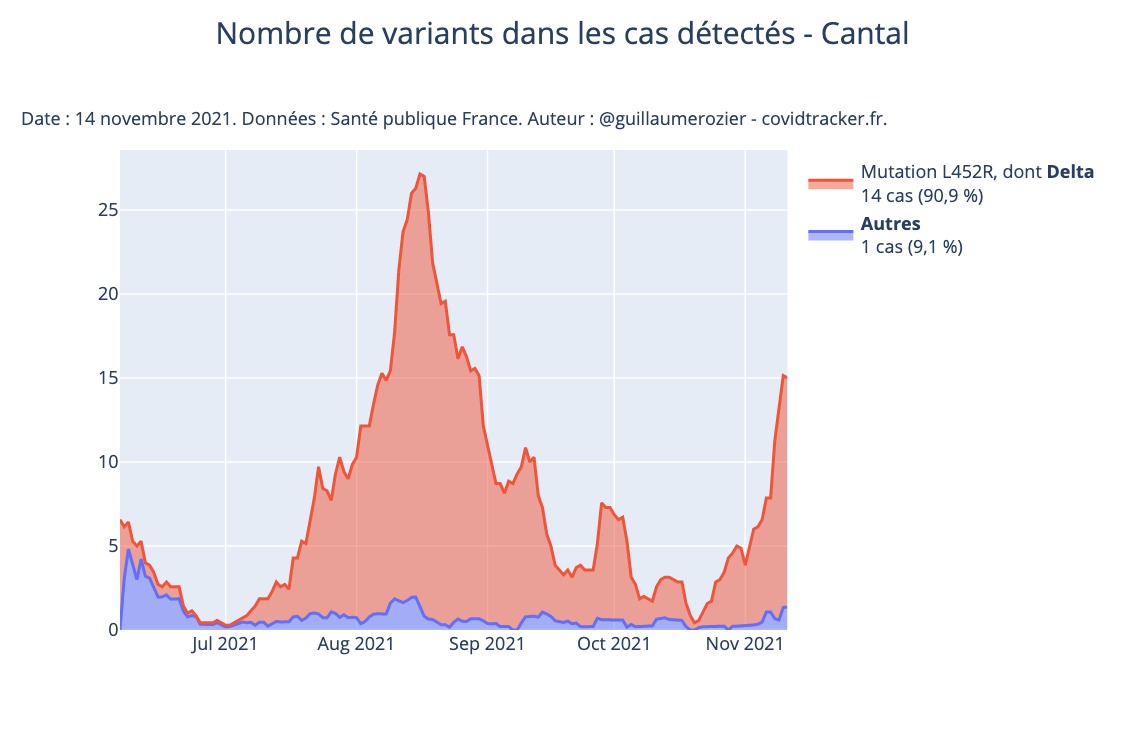 Nombre de variants dans les cas détectés - Cantal
Date : 14 novembre 2021. Données : Santé publique France. Auteur : @guillaumerozier - covidtracker.fr.
Mutation L452R, dont Delta
14 cas (90,9 %)
Autres
1 cas (9,1 %)
25
20
15
10
5
0
Jul 2021
Aug 2021
Sep 2021
Oct 2021
Nov 2021